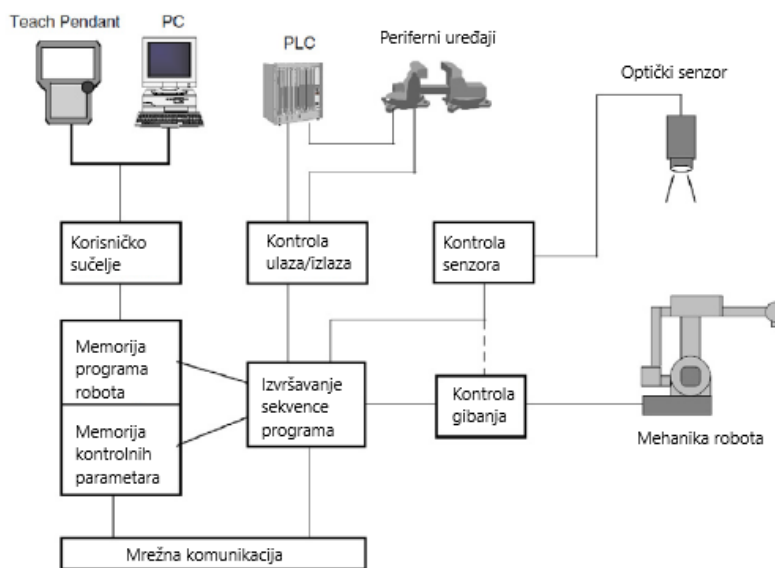 Teach Pendant
PC
PLC
Periferni uređaji
Optički senzor
Korisničko
sučelje
Kontrola
ulaza/izlaza
Kontrola
senzora
Memorija
programa
robota
Izvršavanje
sekvence
programa
Kontrola
gibanja
Mehanika robota
Memorija
kontrolnih
parametara
Mrežna komunikacija